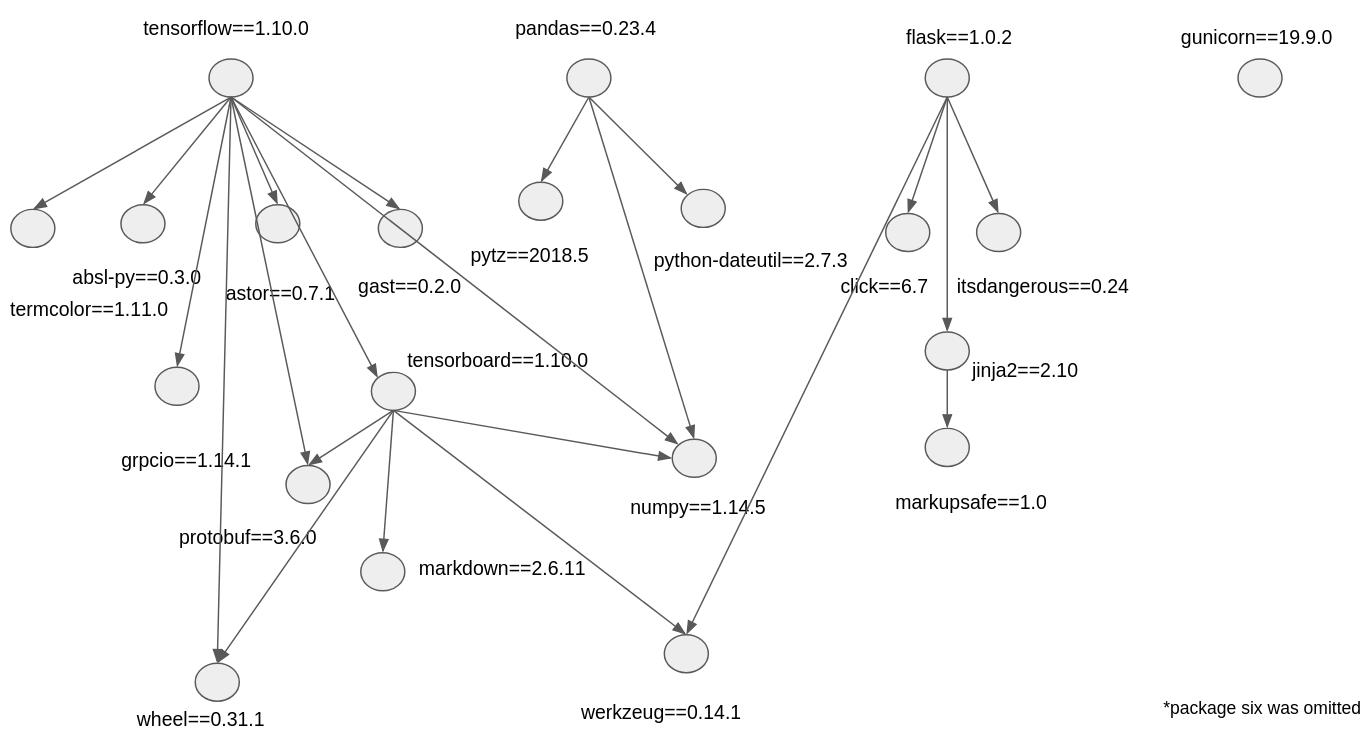 tensorflow==1.10.0
pandas==0.23.4
flask==1.0.2
gunicorn==19.9.0
pytz==2018.5
python-dateutil==2.7.3
absl-py==0.3.0
termcolor==1.11.0
astor==0.7.1
gast==0.2.0
click==6.7
itsdangerous==0.24
tensorboard==1.10.0
jinja2==2.10
grpcio==1.14.1
numpy==1.14.5
markupsafe==1.0
protobuf==3.6.0
markdown==2.6.11
wheel==0.31.1
werkzeug==0.14.1
*package six was omitted